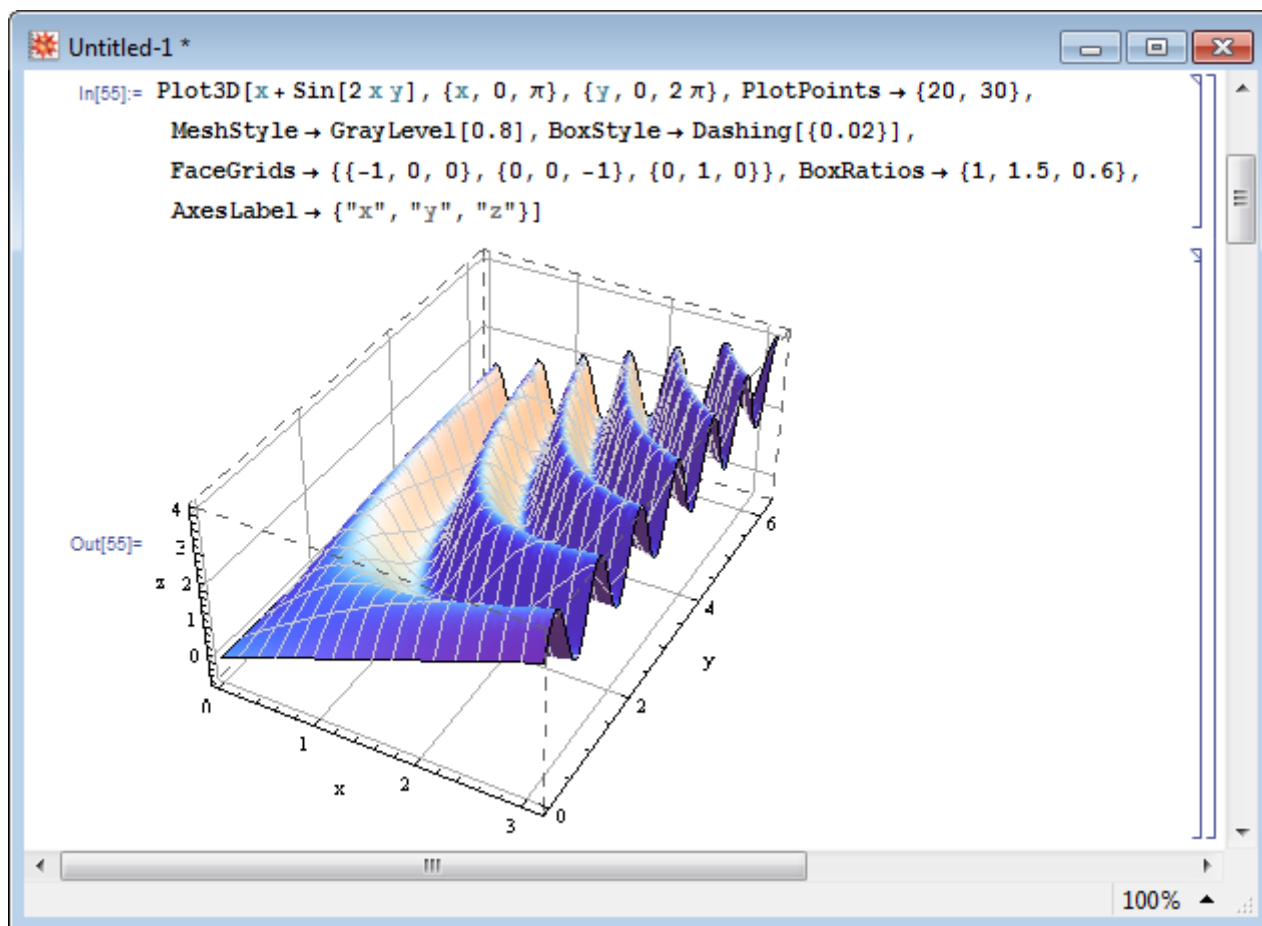 Untitled-1 *
In[55]:= Plot3D[x + Sin[2 x y], {x, 0, π}, {y, 0, 2 π}, PlotPoints → {20, 30},
MeshStyle → GrayLevel[0.8], BoxStyle → Dashing[{0.02}],
FaceGrids → {{-1, 0, 0}, {0, 0, -1}, {0, 1, 0}}, BoxRatios → {1, 1.5, 0.6},
AxesLabel → {"x", "y", "z"}]
Out[55]=
4
3
z 2
1
0
0
1
2
3
x
0
2
4
6
y
100%